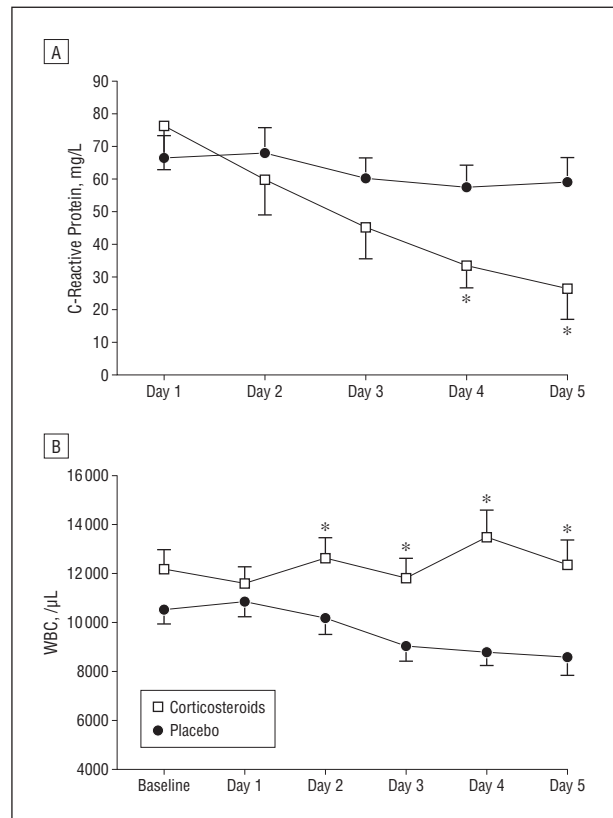 A
C-Reactive Protein, mg/L
90
80
70
60
50
40
30
20
10
0
*
*
Day 1 Day 2 Day 3 Day 4 Day 5
B
WBC, /μL
16 000
14 000
12 000
10 000
8000
6000
4000
*
*
*
*
Corticosteroids
Placebo
Baseline Day 1 Day 2 Day 3 Day 4 Day 5